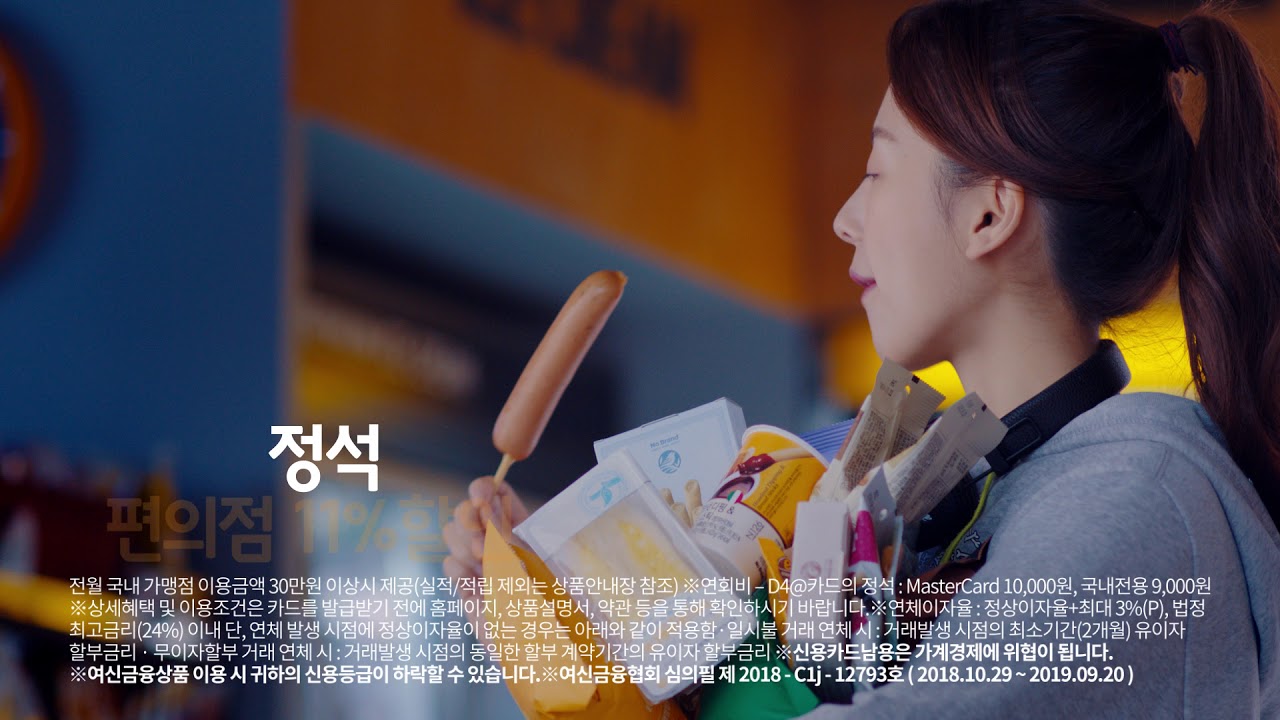 정석
편의점 11%할
No Brand
전월 국내 가맹점 이용금액 30만원 이상시 제공(실적/적립 제외는 상품안내장 참조) ※연회비 - D4@카드의 정석 : MasterCard 10,000원, 국내전용 9,000원
※상세혜택 및 이용조건은 카드를 발급받기 전에 홈페이지, 상품설명서, 약관 등을 통해 확인하시기 바랍니다.※연체이자율 : 정상이자율+최대 3%(P), 법정
최고금리(24%) 이내 단, 연체 발생 시점에 정상이자율이 없는 경우는 아래와 같이 적용함 · 일시불 거래 연체 시 : 거래발생 시점의 최소기간(2개월) 유이자
할부금리 · 무이자할부 거래 연체 시 : 거래발생 시점의 동일한 할부 계약기간의 유이자 할부금리 ※신용카드남용은 가계경제에 위협이 됩니다.
※여신금융상품 이용 시 귀하의 신용등급이 하락할 수 있습니다.※여신금융협회 심의필 제 2018 - C1j - 12793호 ( 2018.10.29 ~ 2019.09.20 )